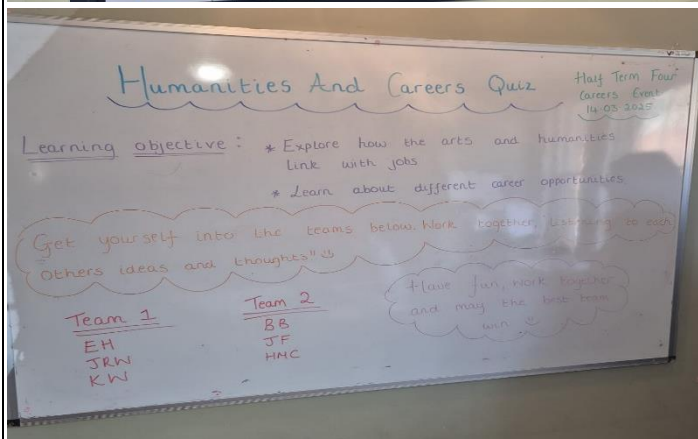 Humanities And Careers Quiz
Half Term Four
Careers Event
14.03.2025
Learning objective :
* Explore how the arts and humanities
link with jobs
* Learn about different career opportunities
Get yourself into the teams below. Work together, listening to each
others ideas and thoughts"
Have fun, work together
and may the best team
win
Team 1
EH
JRW
KW
Team 2
BB
JF
HMC